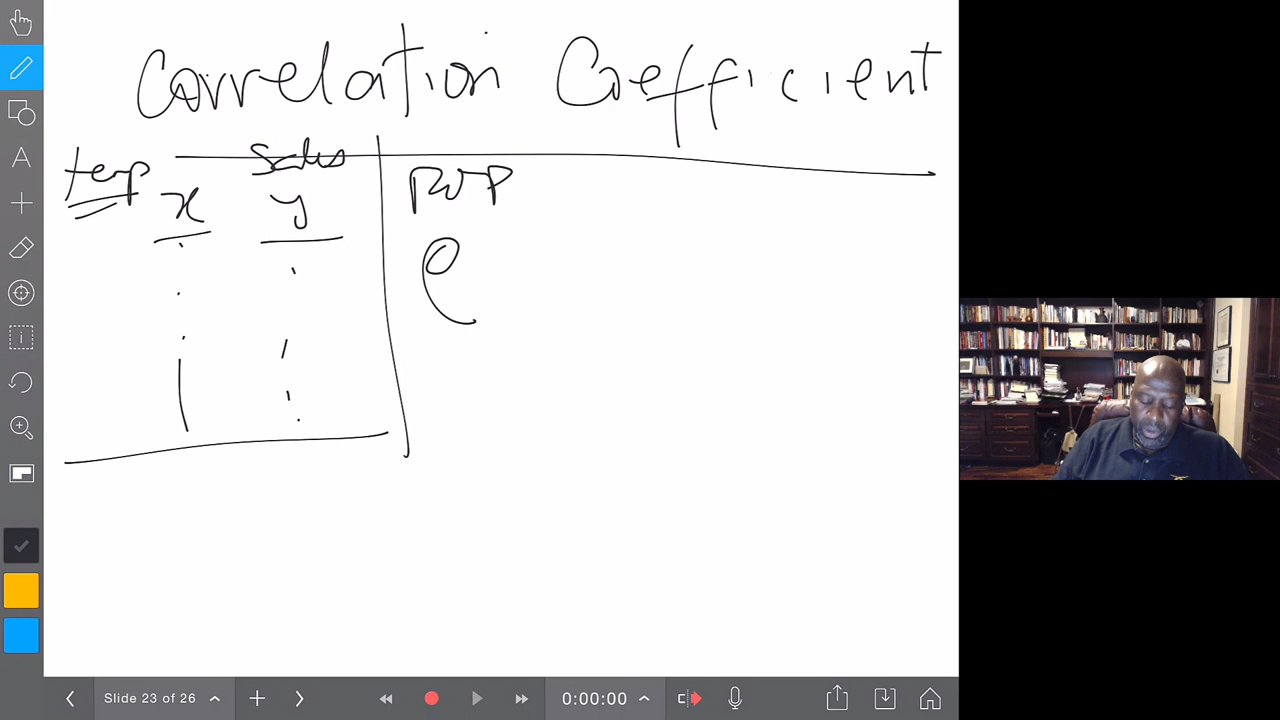 Correlation Coefficient
temp sales
x y
POP
ρ
A
Slide 23 of 26
0:00:00